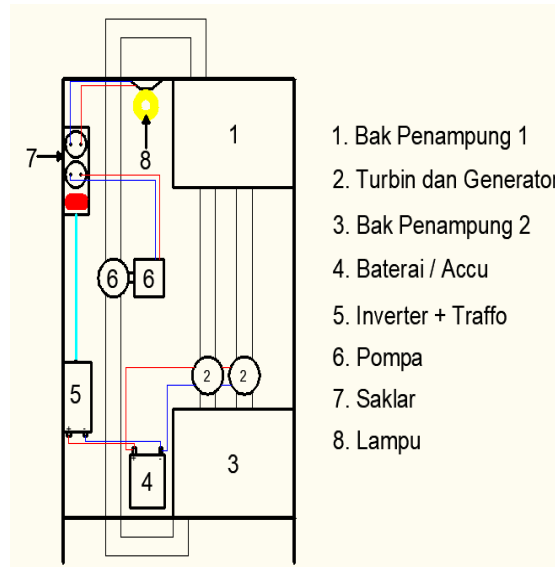 1
7
8
6 6
2 2
5
4
3
+ -
+ -
1. Bak Penampung 1
2. Turbin dan Generator
3. Bak Penampung 2
4. Baterai / Accu
5. Inverter + Traffo
6. Pompa
7. Saklar
8. Lampu